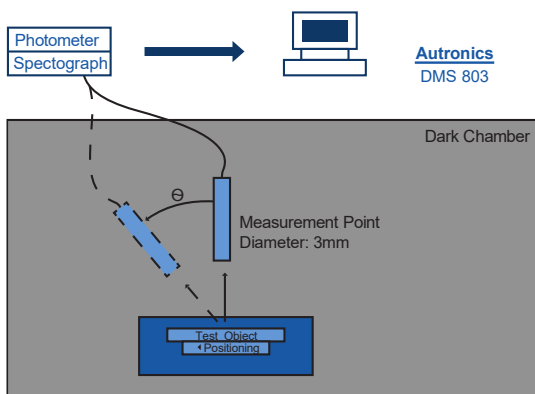 Photometer
Spectograph
Autronics
DMS 803
Dark Chamber
Θ
Measurement Point
Diameter: 3mm
Test Object
Positioning